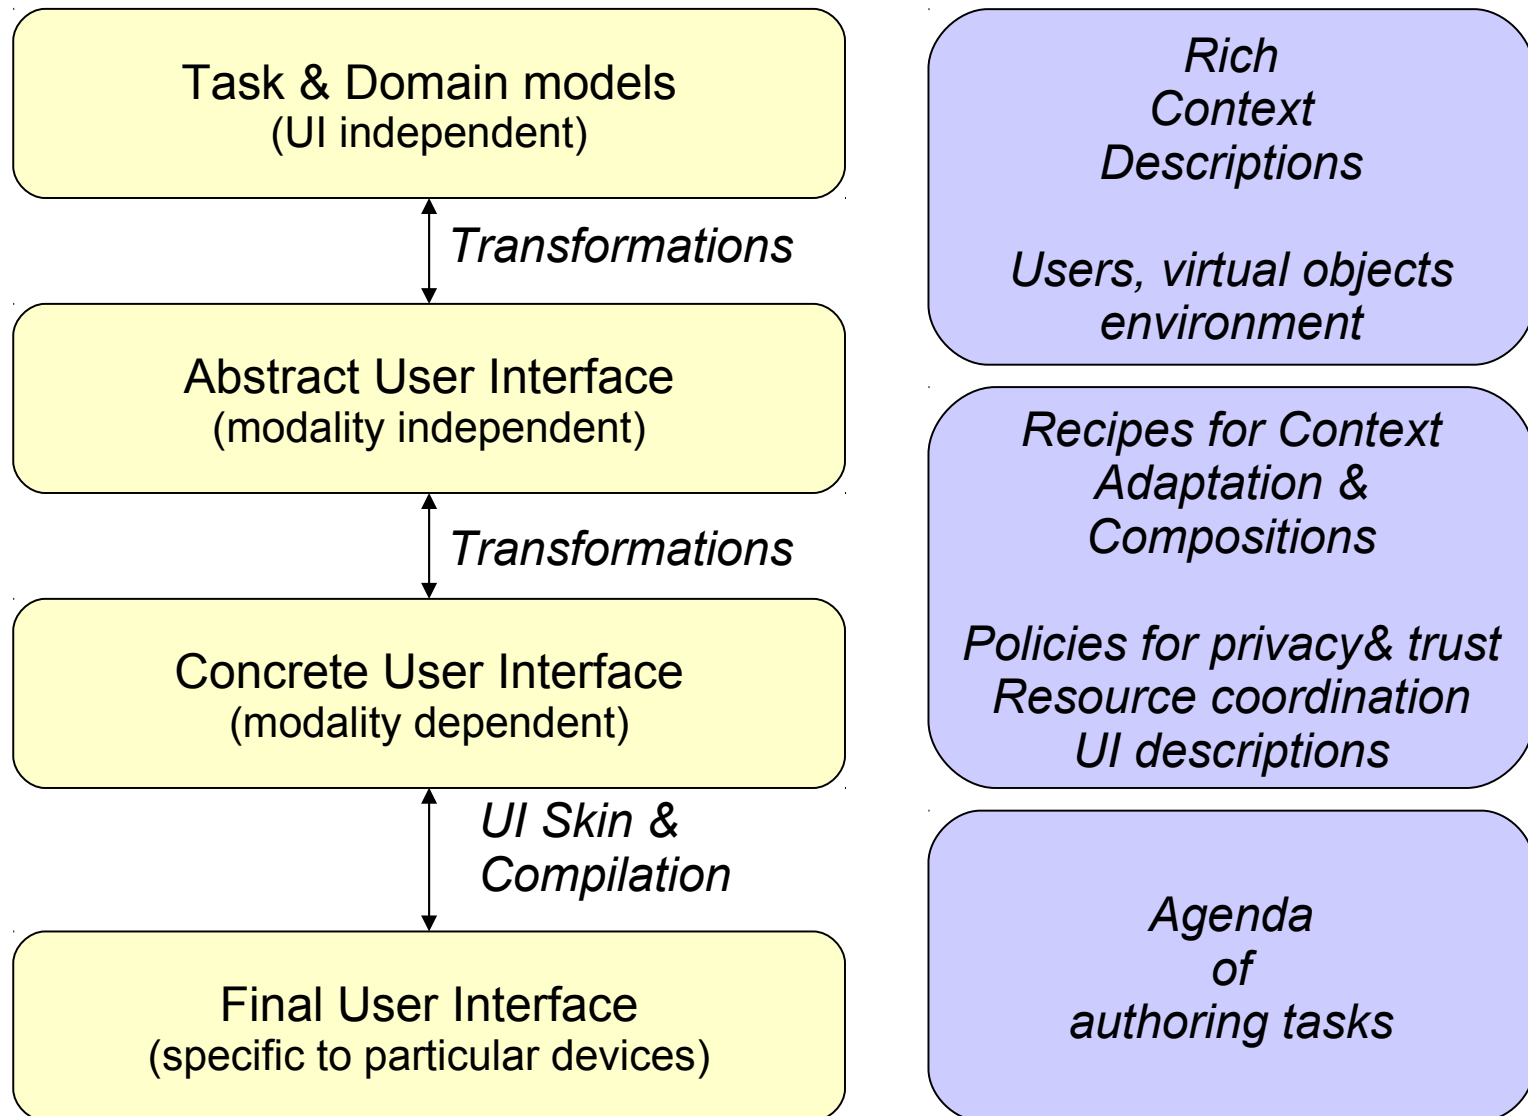 Task & Domain models
(UI independent)
Transformations
Abstract User Interface
(modality independent)
Transformations
Concrete User Interface
(modality dependent)
UI Skin &
Compilation
Final User Interface
(specific to particular devices)
Rich
Context
Descriptions
Users, virtual objects
environment
Recipes for Context
Adaptation &
Compositions
Policies for privacy& trust
Resource coordination
UI descriptions
Agenda
of
authoring tasks